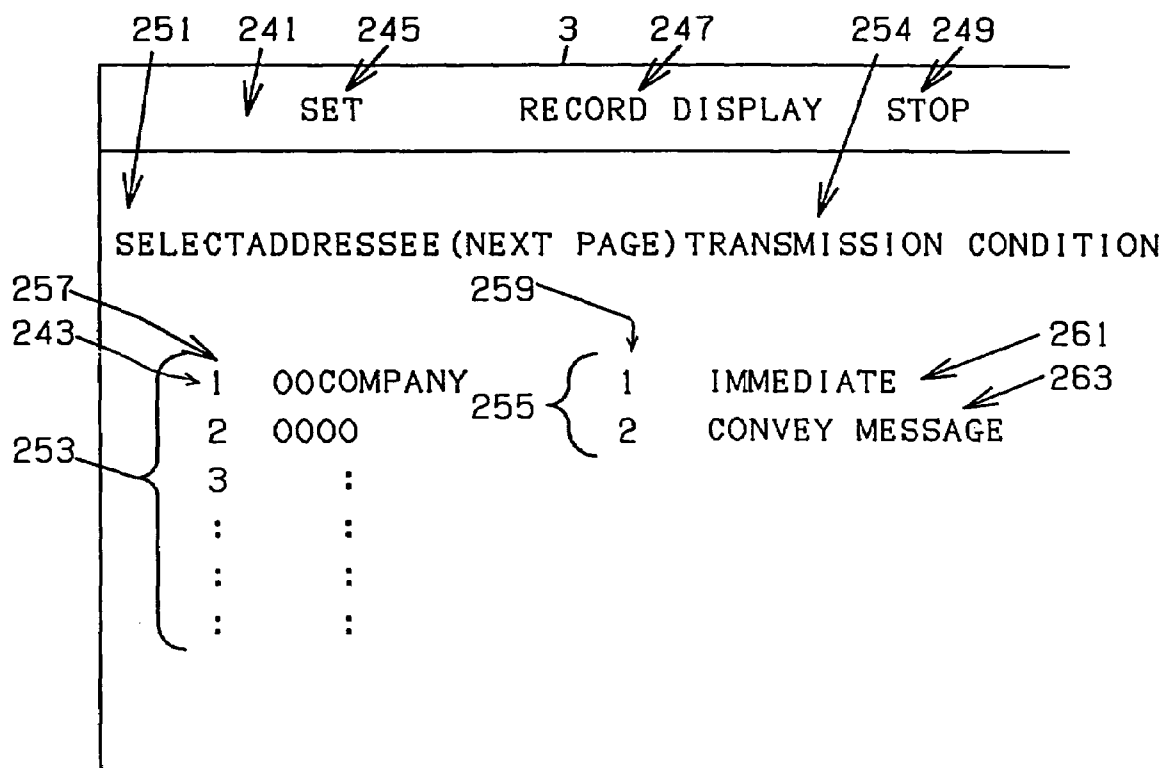 251 241 245 3 247 254 249
SET RECORD DISPLAY STOP
SELECTADDRESSEE(NEXT PAGE)TRANSMISSION CONDITION
257 259
243 261
1 OOCOMPANY 1 IMMEDIATE 263
255
2 OOOO 2 CONVEY MESSAGE
253
3 :
: :
: :
: :